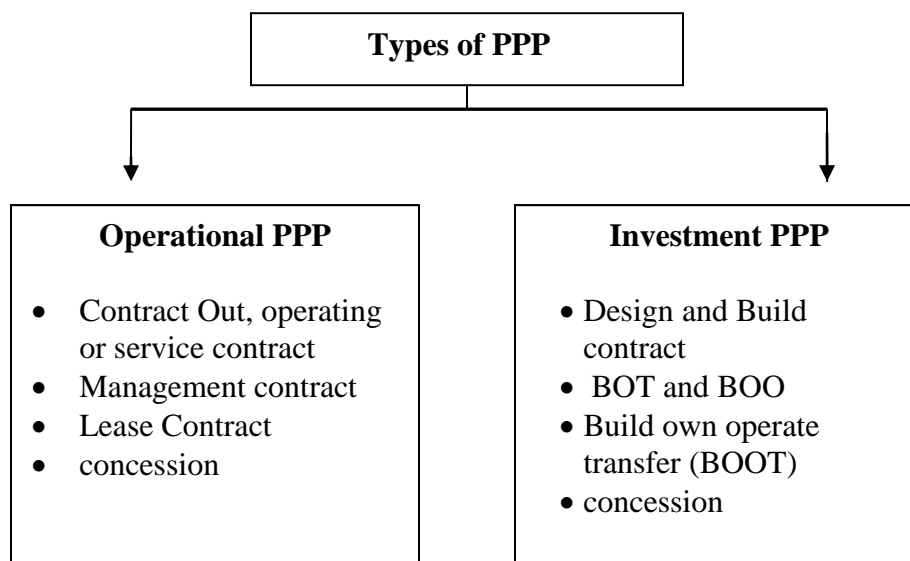 Types of PPP
Operational PPP
• Contract Out, operating
or service contract
• Management contract
• Lease Contract
• concession
Investment PPP
• Design and Build
contract
• BOT and BOO
• Build own operate
transfer (BOOT)
• concession